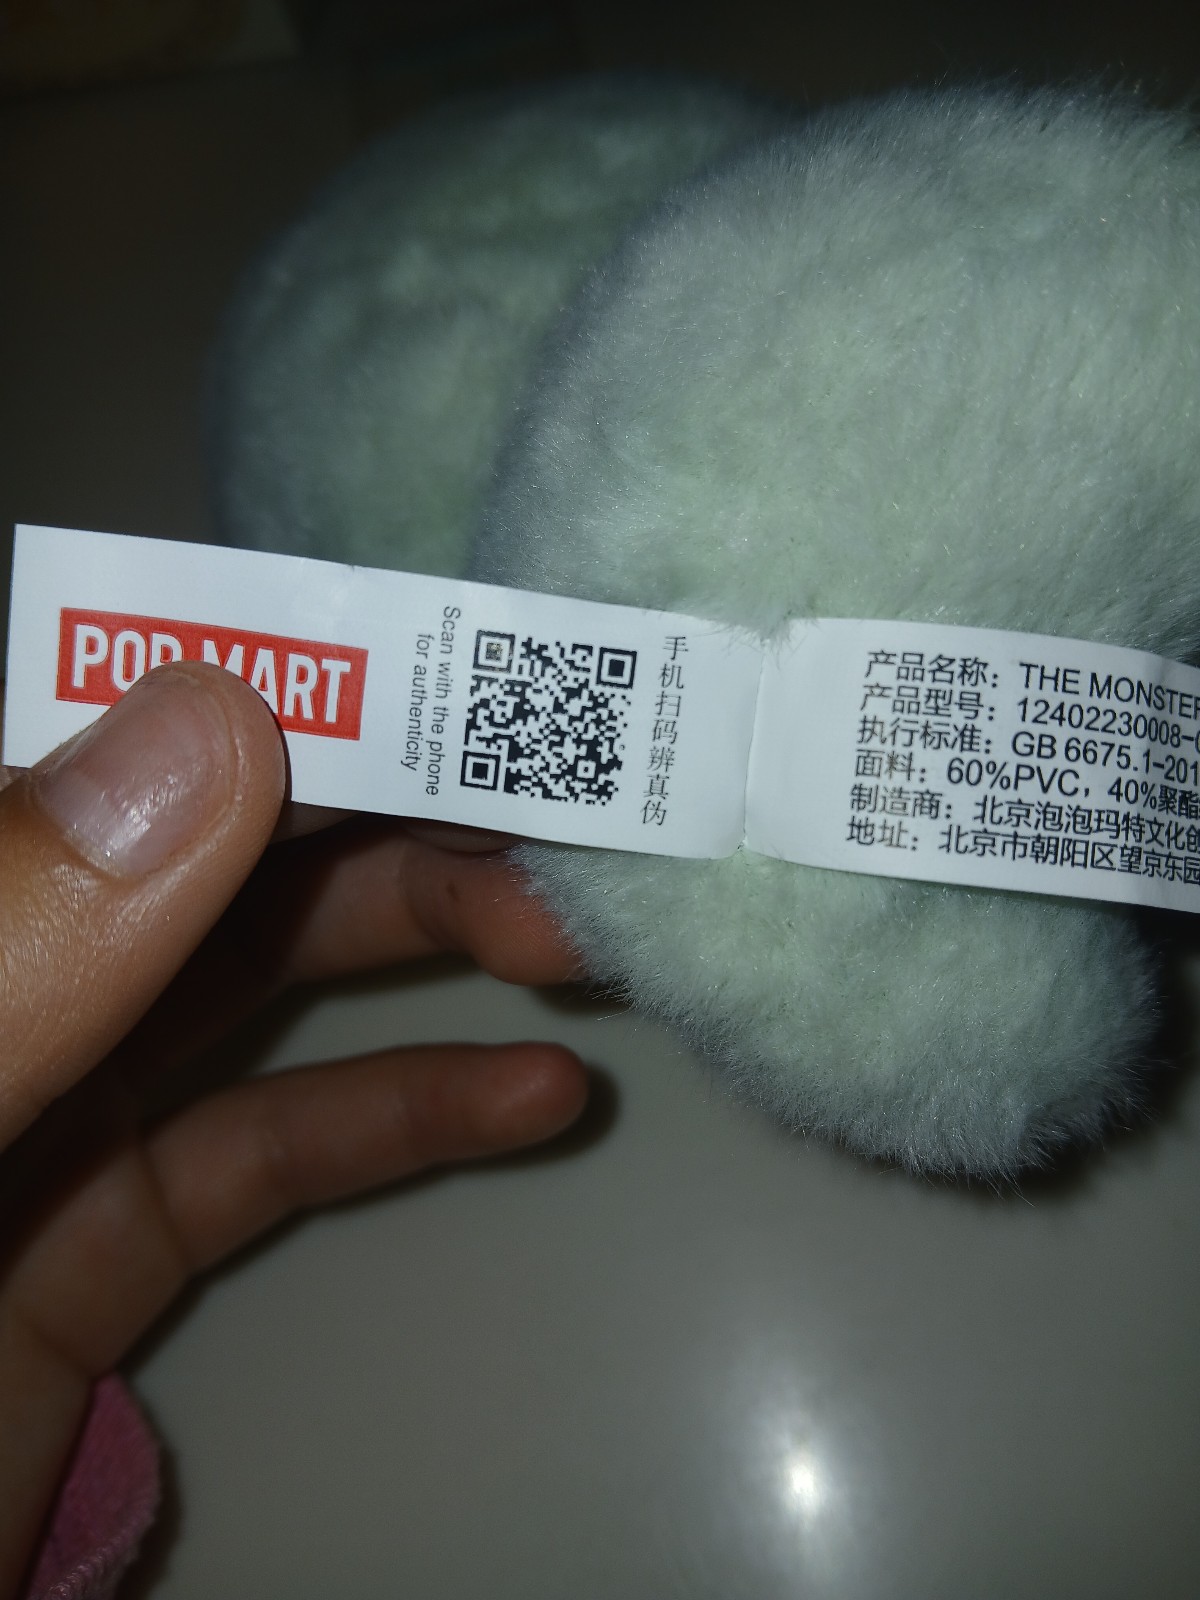 POP MART
Scan with the phone
for authenticity
手机扫码辨真伪
产品名称：THE MONSTER
产品型号：12402230008-
执行标准：GB 6675.1-201
面料：60%PVC，40%聚酯
制造商：北京泡泡玛特文化创
地址：北京市朝阳区望京东园